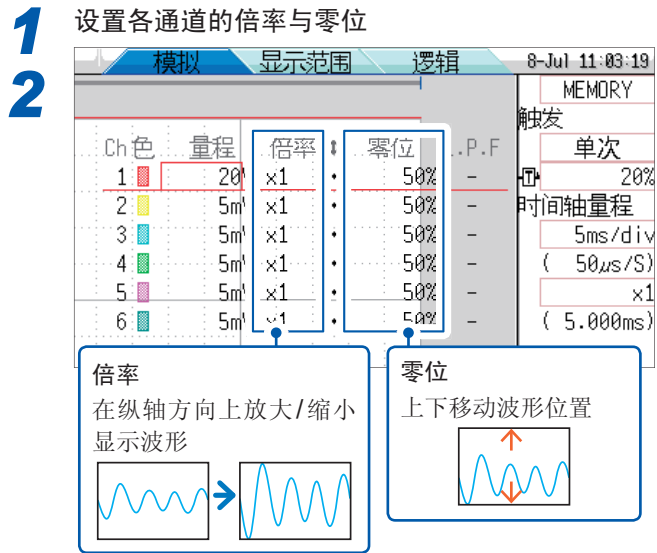 1 设置各通道的倍率与零位
2
模拟 显示范围 逻辑 8-Jul 11:03:19
MEMORY
触发
Ch 色 量程 倍率 零位 .P.F 单次
1 20 x1 50% - 20%
2 5m x1 50% - 时间轴量程
3 5m x1 50% - 5ms/div
4 5m x1 50% - ( 50μs/S)
5 5m x1 50% - x1
6 5m x1 50% - ( 5.000ms)
倍率
在纵轴方向上放大/缩小
显示波形
零位
上下移动波形位置